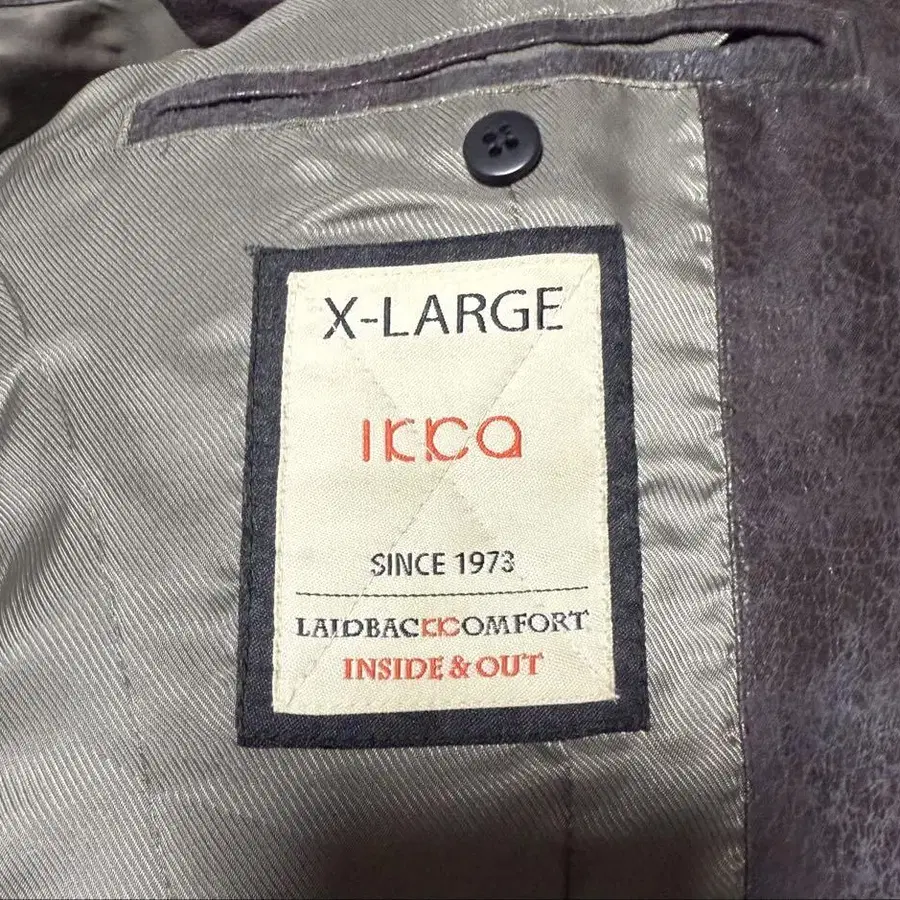 X-LARGE
ikka
SINCE 1973
LAIDBACKKOMFORT
INSIDE & OUT